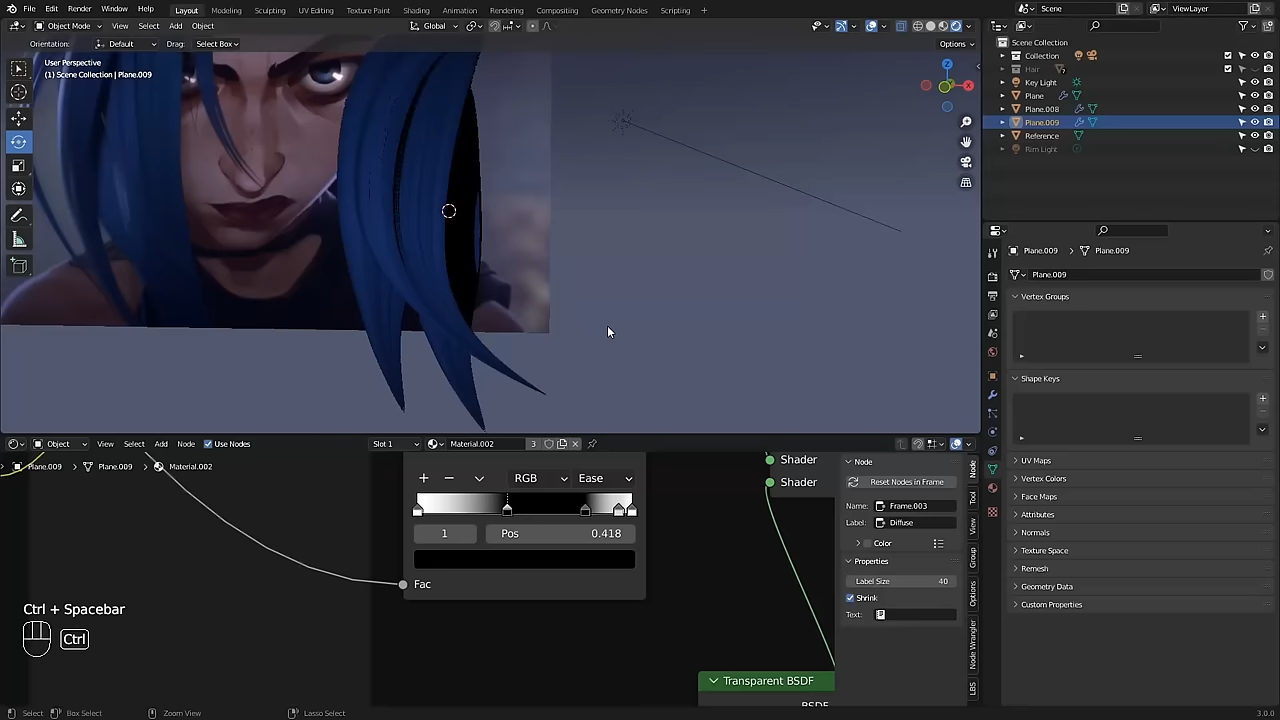 File Edit Render Window Help Layout Modeling Sculpting UV Editing Texture Paint Shading Animation Rendering Compositing Geometry Nodes Scripting + Scene ViewLayer
Object Mode View Select Add Object Global
Orientation: Default Drag: Select Box Options
User Perspective
(1) Scene Collection | Plane.009
Scene Collection
Collection
Hair
Key Light
Plane
Plane.008
Plane.009
Reference
Rim Light
Plane.009 > Plane.009
Plane.009
Vertex Groups
Shape Keys
UV Maps
Vertex Colors
Face Maps
Attributes
Normals
Texture Space
Remesh
Geometry Data
Custom Properties
Object View Select Add Node Use Nodes Slot 1 Material.002 3
Plane.009 > Plane.009 > Material.002
RGB Ease
1 Pos 0.418
Fac
Shader
Shader
Transparent BSDF
BSDF
Node
Reset Nodes in Frame
Name: Frame.003
Label: Diffuse
Color
Properties
Label Size 40
Shrink
Text:
Node
Tool
View
Group
Options
Node Wrangler
LBS
Ctrl + Spacebar
Ctrl
Select Box Select Zoom View Lasso Select 3.0.0